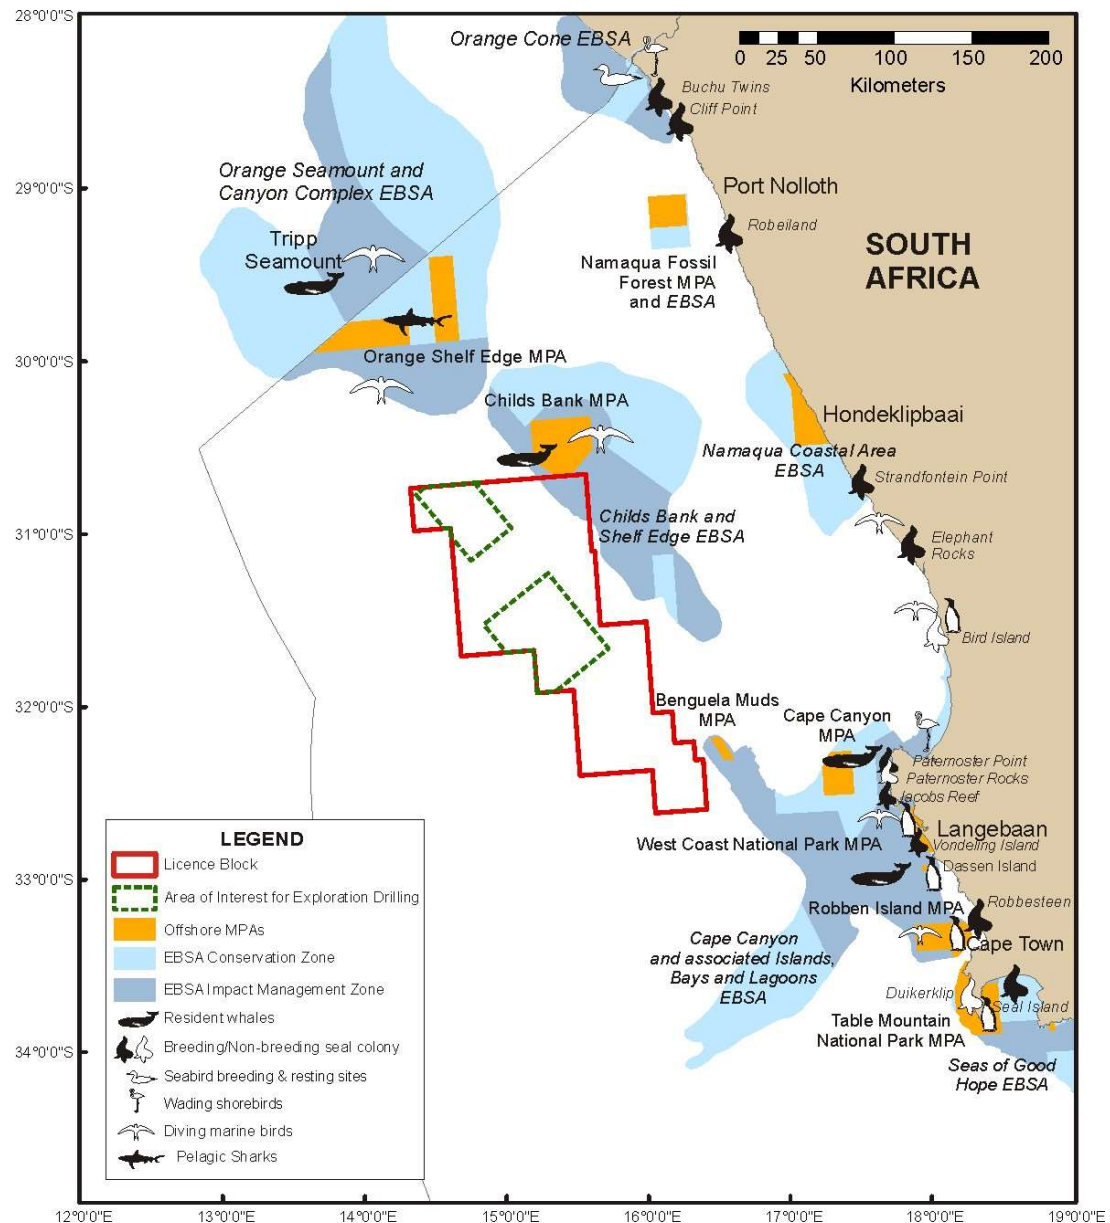 28°0'0"S
Orange Cone EBSA
0 25 50 100 150 200
Kilometers
Buchu Twins
Cliff Point
Orange Seamount and
Canyon Complex EBSA
29°0'0"S
Port Nolloth
Robeiland
Tripp
Seamount
SOUTH
AFRICA
Namaqua Fossil
Forest MPA
and EBSA
30°0'0"S
Orange Shelf Edge MPA
Childs Bank MPA
Hondeklipbaai
Namaqua Coastal Area
EBSA
Strandfontein Point
31°0'0"S
Childs Bank and
Shelf Edge EBSA
Elephant
Rocks
Bird Island
32°0'0"S
Benguela Muds
MPA
Cape Canyon
MPA
Paternoster Point
Paternoster Rocks
Jacobs Reef
Langebaan
West Coast National Park MPA
Vondeling Island
33°0'0"S
Dassen Island
Robben Island MPA
Robbesteen
Cape Town
Cape Canyon
and associated Islands,
Bays and Lagoons
EBSA
Duikerklip
Seal Island
Table Mountain
National Park MPA
34°0'0"S
Seas of Good
Hope EBSA
LEGEND
Licence Block
Area of Interest for Exploration Drilling
Offshore MPAs
EBSA Conservation Zone
EBSA Impact Management Zone
Resident whales
Breeding/Non-breeding seal colony
Seabird breeding & resting sites
Wading shorebirds
Diving marine birds
Pelagic Sharks
12°0'0"E 13°0'0"E 14°0'0"E 15°0'0"E 16°0'0"E 17°0'0"E 18°0'0"E 19°0'0"E